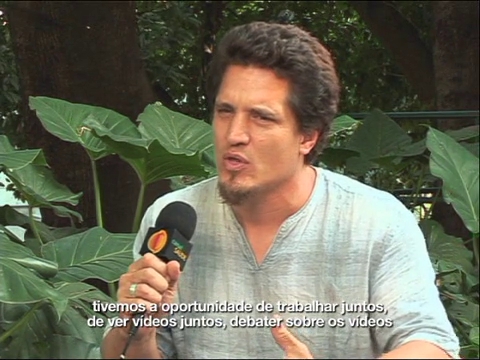 tivemos a oportunidade de trabalhar juntos,
de ver vídeos juntos, debater sobre os vídeos